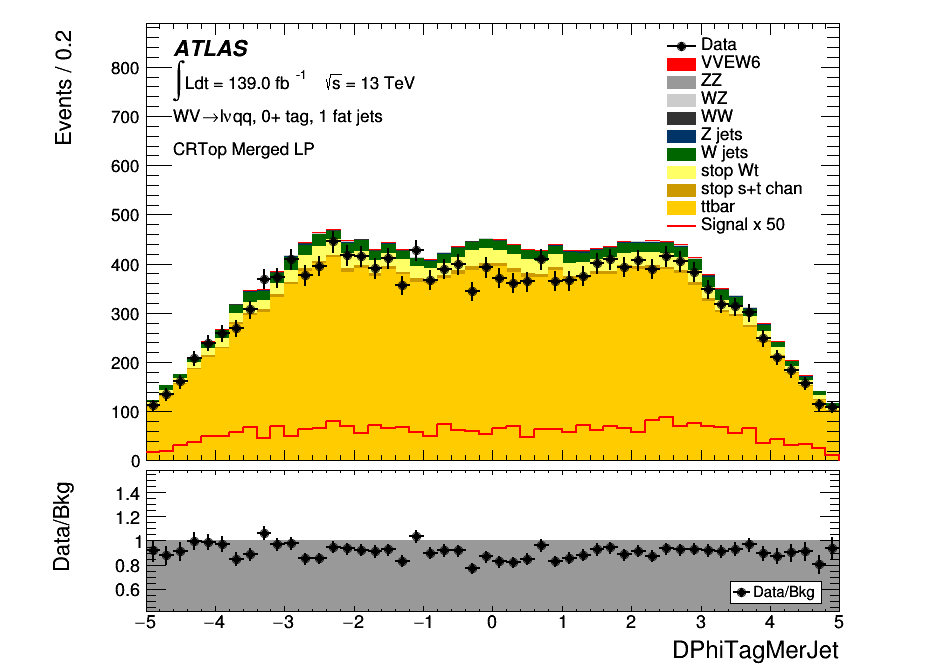 Events / 0.2
800
700
600
500
400
300
200
100
0
ATLAS
∫Ldt = 139.0 fb⁻¹ √s = 13 TeV
WV→lνqq, 0+ tag, 1 fat jets
CRTop Merged LP
Data
VVEW6
ZZ
WZ
WW
Z jets
W jets
stop Wt
stop s+t chan
ttbar
Signal x 50
Data/Bkg
1.4
1.2
1
0.8
0.6
Data/Bkg
−5 −4 −3 −2 −1 0 1 2 3 4 5
DPhiTagMerJet